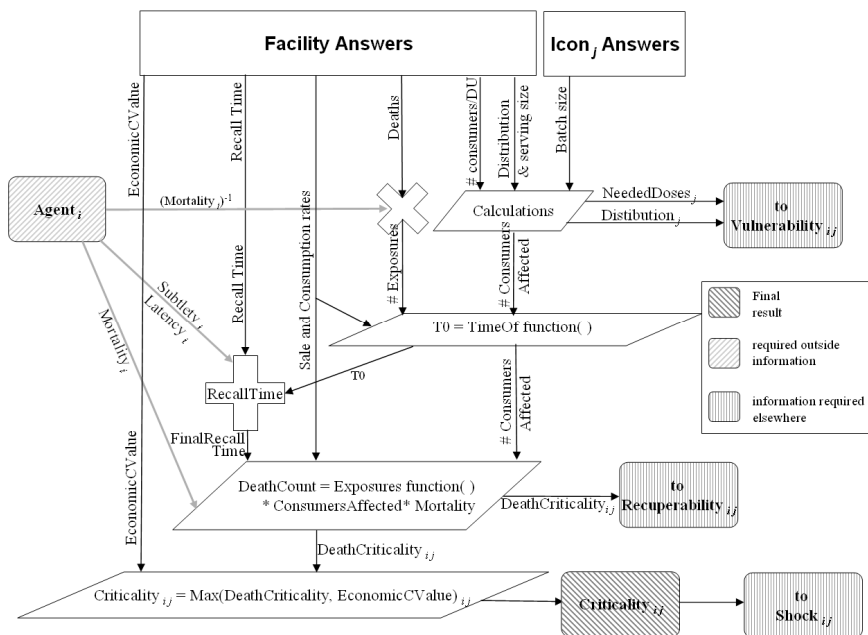 Facility Answers
Icon j Answers
EconomicCValue
Recall Time
Deaths
# consumers/DU
Distribution
& serving size
Batch size
Agent i
(Mortality i)-1
Calculations
NeededDoses j
Distibution j
to
Vulnerability ij
Sale and Consumption rates
# Exposures
# Consumers
Affected
Subtlety i
Latency i
Mortality i
Recall Time
T0 = TimeOf function( )
T0
RecallTime
# Consumers
Affected
Final
result
required outside
information
information required
elsewhere
FinalRecall
Time
EconomicCValue
DeathCount = Exposures function( )
* ConsumersAffected* Mortality
DeathCriticality ij
to
Recuperability ij
DeathCriticality ij
Criticality ij = Max(DeathCriticality, EconomicCValue) ij
Criticality ij
to
Shock ij